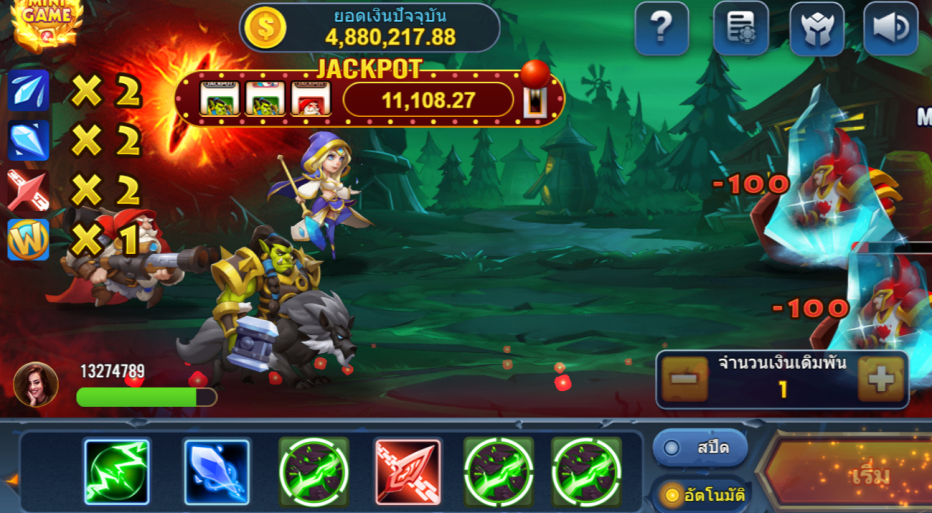 MINI
GAME
ยอดเงินปัจจุบัน
4,880,217.88
JACKPOT
11,108.27
?
× 2
× 2
× 2
W × 1
-100
-100
13274789
จำนวนเงินเดิมพัน
1
สปีด
อัตโนมัติ
เริ่ม